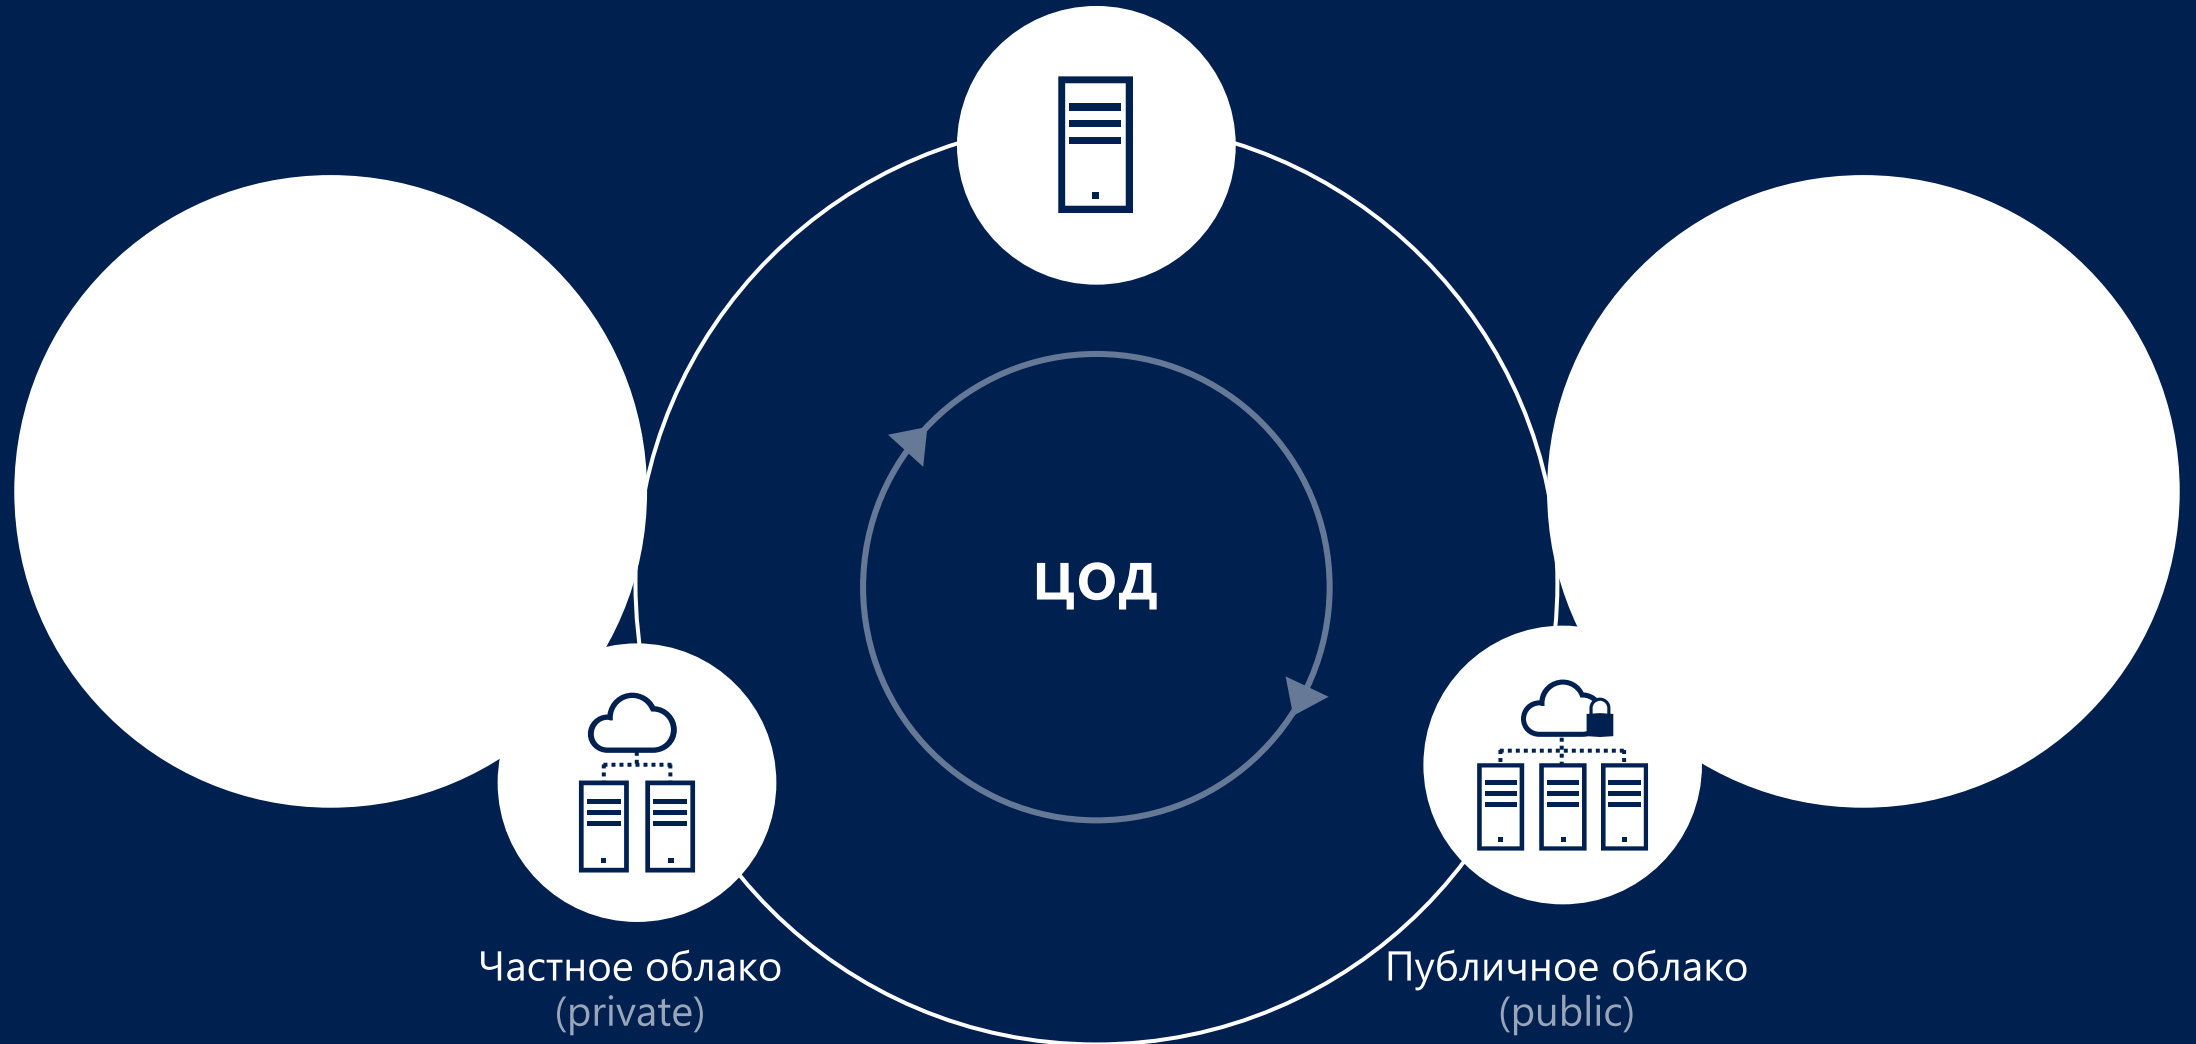 ЦОД
Частное облако
(private)
Публичное облако
(public)